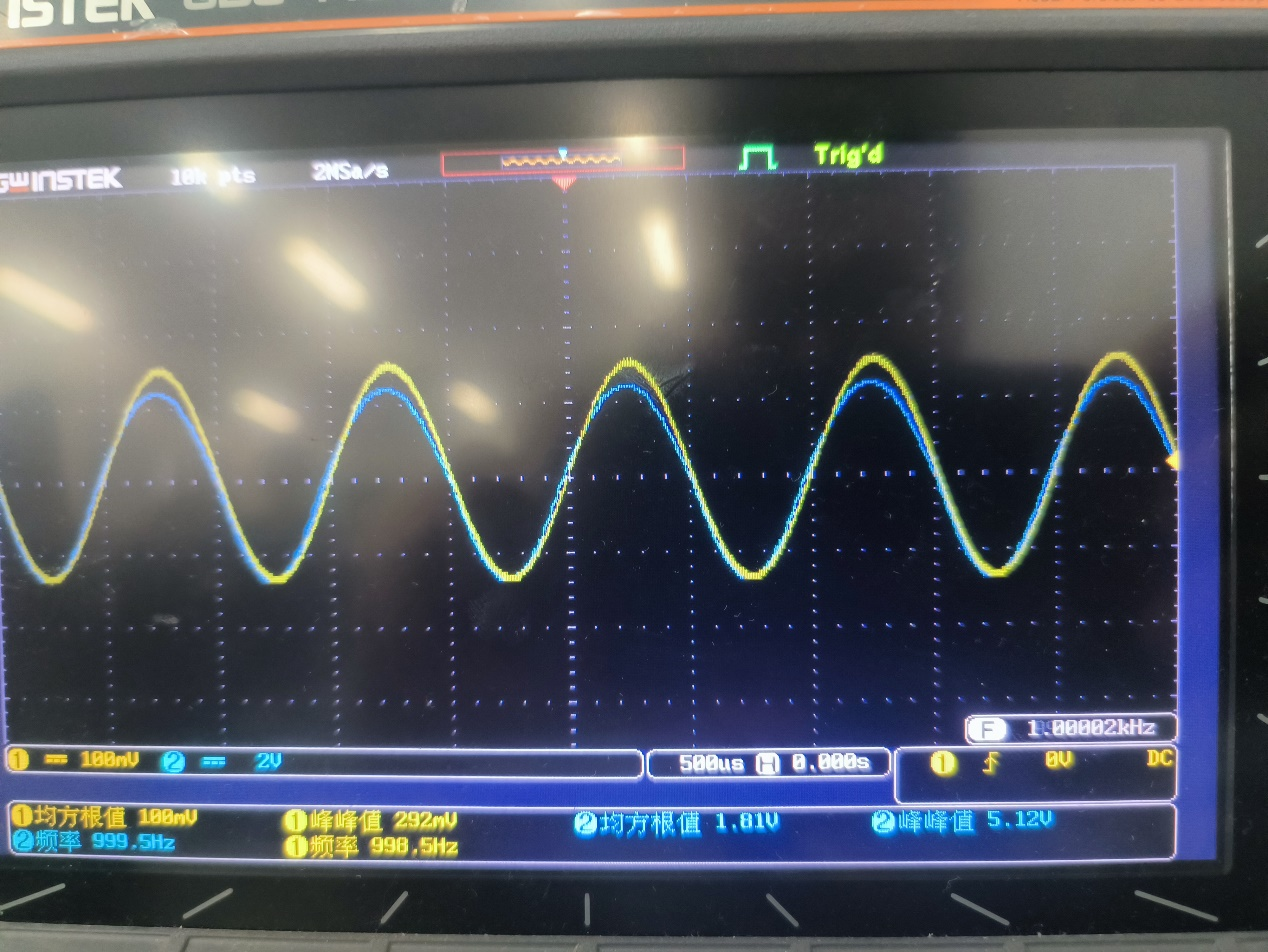 INSTEK
GWINSTEK 10k pts 2MSa/s Trig'd
F 1.00002kHz
1 100mV 2 2V 500us H 0.000s 1 0V DC
1均方根值 100mV 1峰峰值 292mV 2均方根值 1.81V 2峰峰值 5.12V
2频率 999.5Hz 1频率 998.5Hz